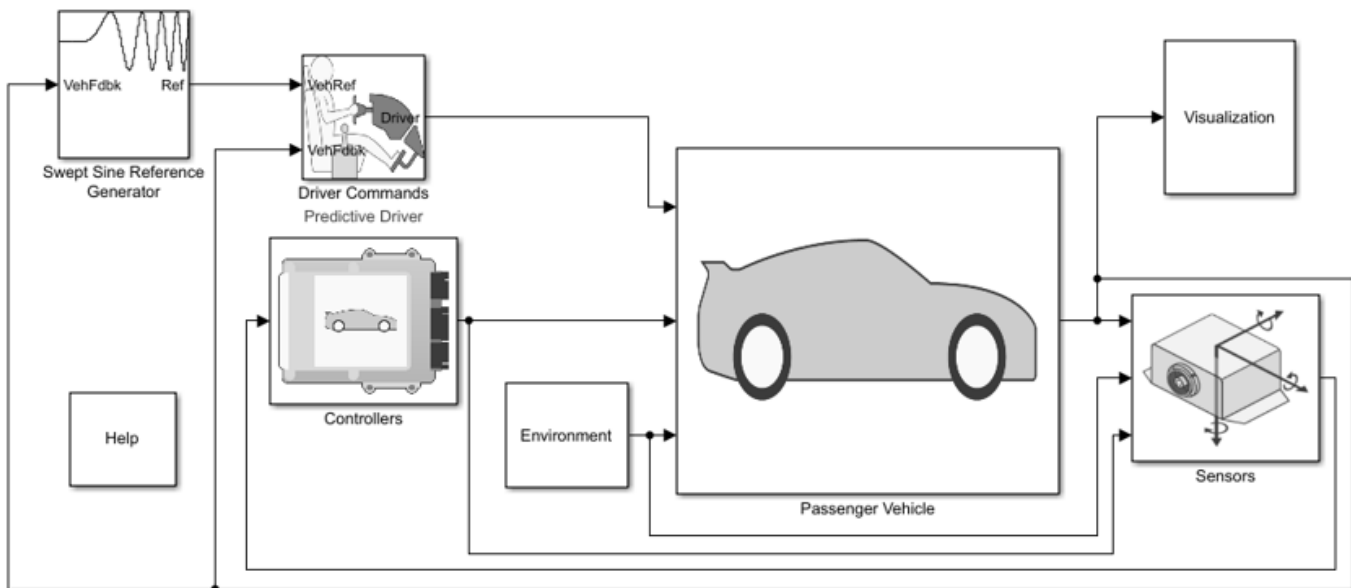 VehFdbk
Ref
Swept Sine Reference
Generator
VehRef
Driver
VehFdbk
Driver Commands
Predictive Driver
Visualization
Controllers
Help
Environment
Passenger Vehicle
Sensors